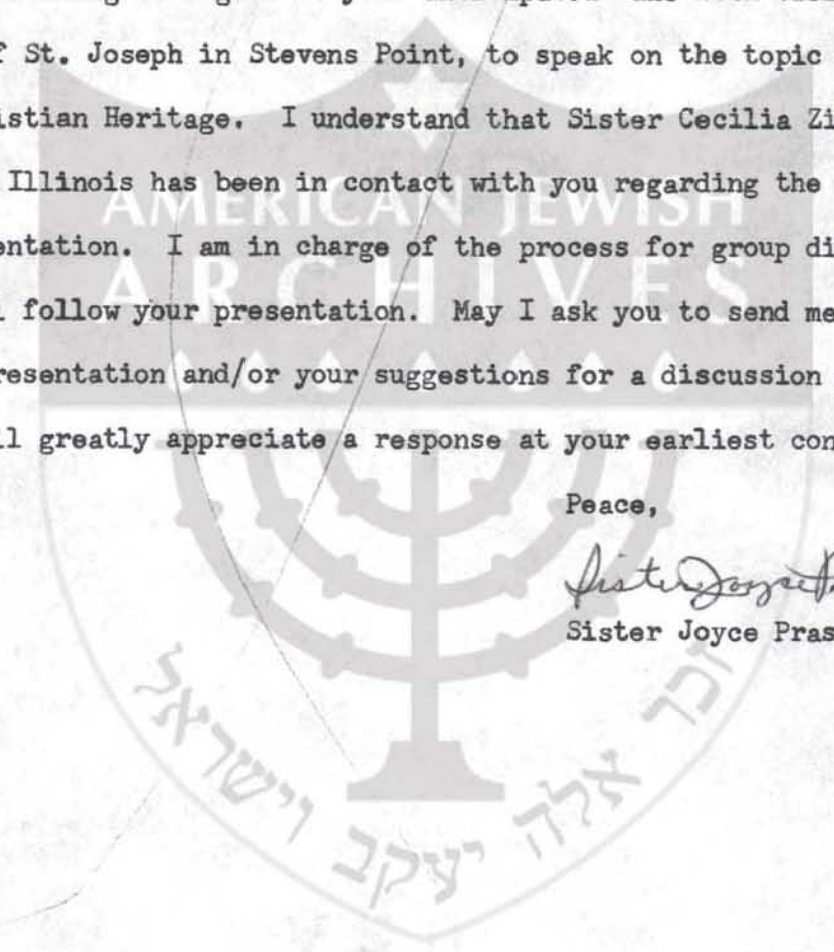 f St. Joseph in Stevens Point, to speak on the topic
istian Heritage. I understand that Sister Cecilia Zi
Illinois has been in contact with you regarding the
entation. I am in charge of the process for group di
l follow your presentation. May I ask you to send me
resentation and/or your suggestions for a discussion
ll greatly appreciate a response at your earliest con
Peace,
Sister Joyce
Sister Joyce Pras
AMERICAN JEWISH
ARCHIVES
זכר אלה יעקב וישראל